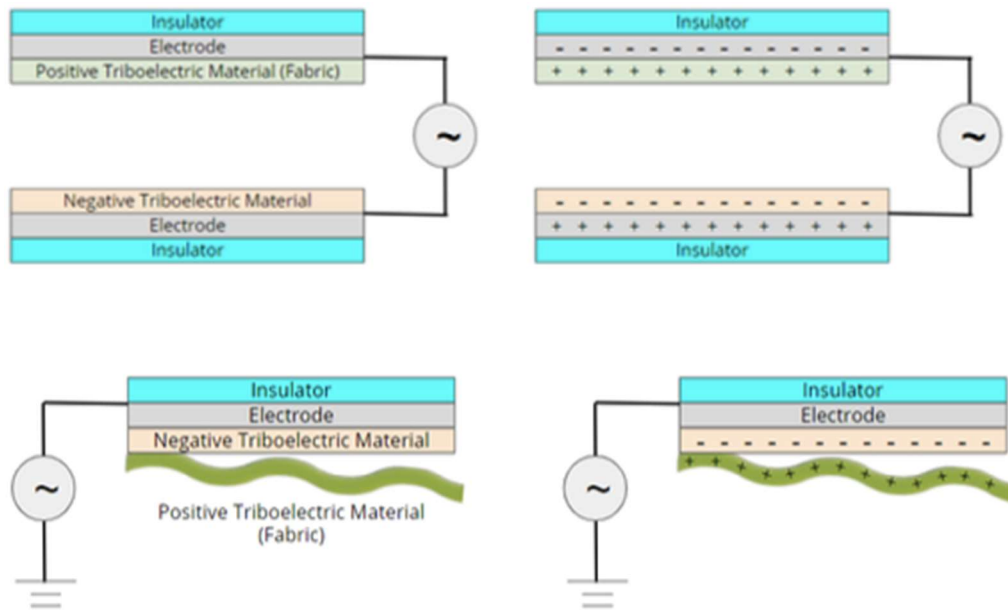 Insulator
Electrode
Positive Triboelectric Material (Fabric)
~
Negative Triboelectric Material
Electrode
Insulator
Insulator
- - - - - - - - - - - - -
+ + + + + + + + + + + + +
~
- - - - - - - - - - - - -
+ + + + + + + + + + + + +
Insulator
Insulator
Electrode
Negative Triboelectric Material
~
Positive Triboelectric Material
(Fabric)
Insulator
Electrode
- - - - - - - - - - - - -
+ + + + + + + + + + + + +
~